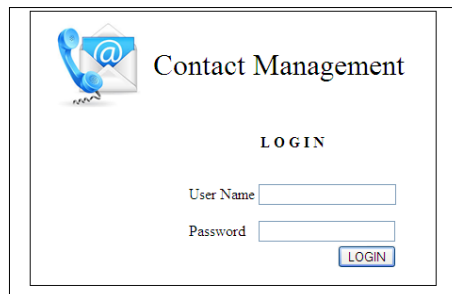 @
Contact Management
LOGIN
User Name
Password
LOGIN